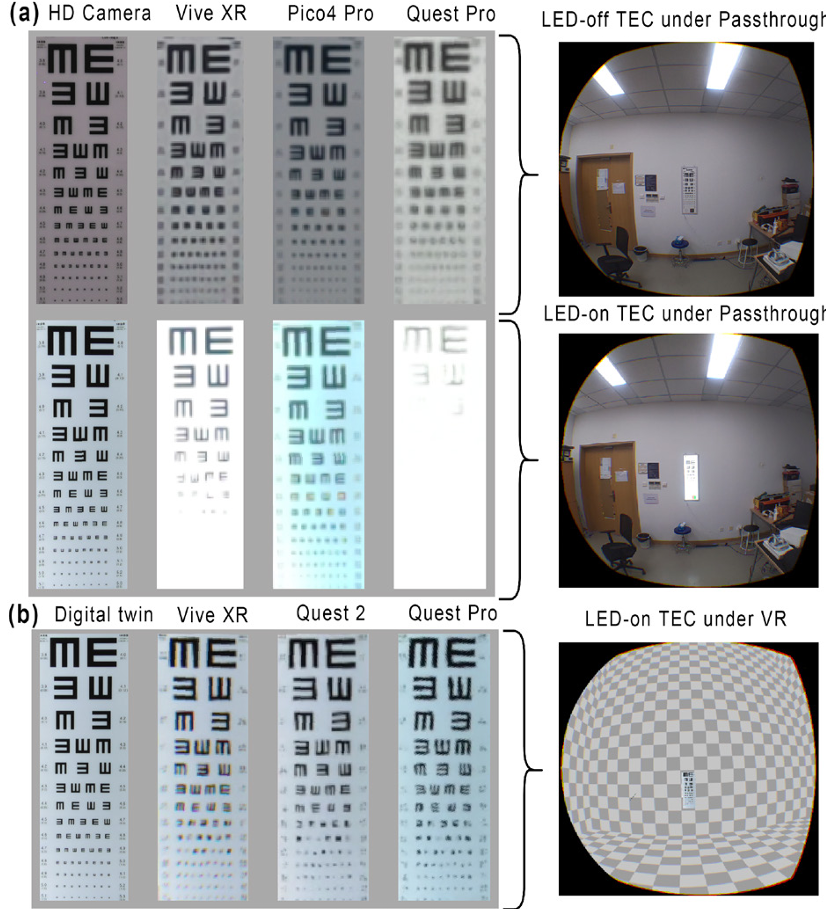 (a) HD Camera Vive XR Pico4 Pro Quest Pro
LED-off TEC under Passthrough
LED-on TEC under Passthrough
(b) Digital twin Vive XR Quest 2 Quest Pro
LED-on TEC under VR